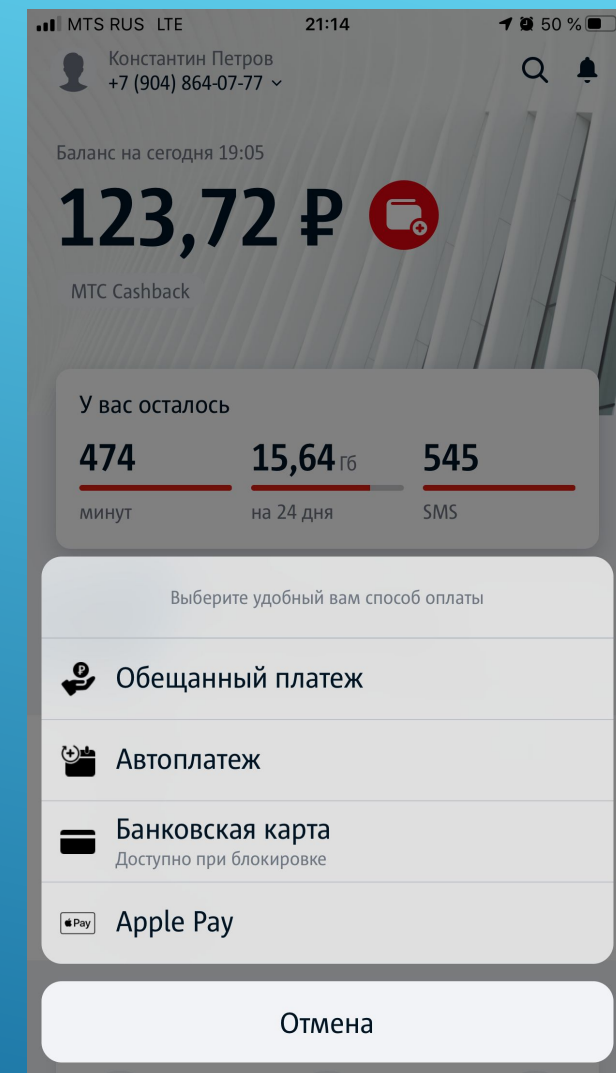 MTS RUS LTE 21:14 50 %
Константин Петров
+7 (904) 864-07-77
Баланс на сегодня 19:05
123,72 ₽
МТС Cashback
У вас осталось
474 15,64 Гб 545
минут на 24 дня SMS
Выберите удобный вам способ оплаты
Обещанный платеж
Автоплатеж
Банковская карта
Доступно при блокировке
Pay Apple Pay
Отмена